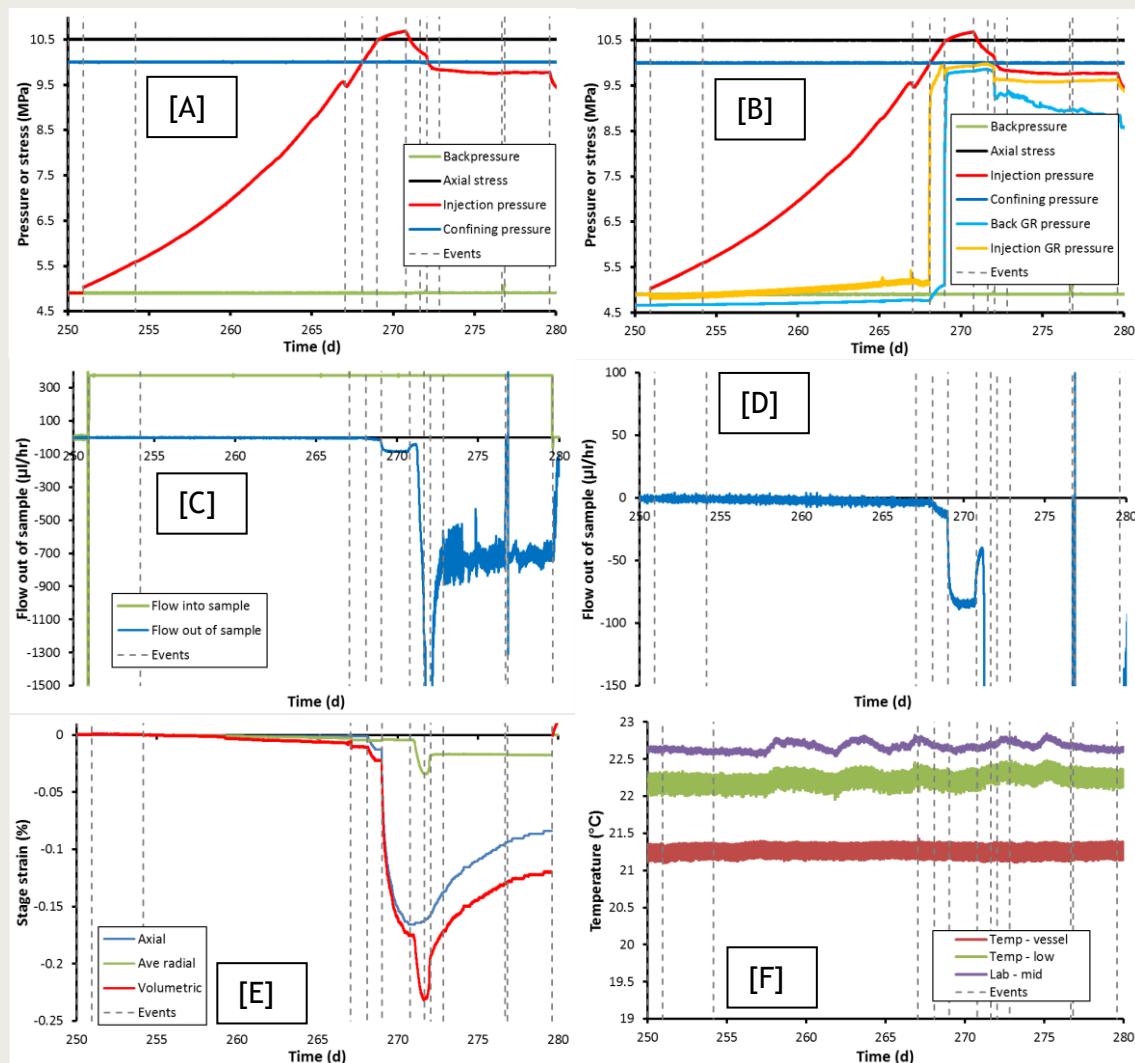 [A]
Pressure or stress (MPa)
10.5
9.5
8.5
7.5
6.5
5.5
4.5
Backpressure
Axial stress
Injection pressure
Confining pressure
Events
250 255 260 265 270 275 280
Time (d)
[B]
Pressure or stress (MPa)
10.5
9.5
8.5
7.5
6.5
5.5
4.5
Backpressure
Axial stress
Injection pressure
Confining pressure
Back GR pressure
Injection GR pressure
Events
250 255 260 265 270 275 280
Time (d)
[C]
Flow out of sample (µl/hr)
300
100
-100
-300
-500
-700
-900
-1100
-1300
-1500
250 255 260 265 270 275 280
Flow into sample
Flow out of sample
Events
Time (d)
[D]
Flow out of sample (µl/hr)
100
50
0
-50
-100
-150
250 255 260 265 270 275 280
Time (d)
[E]
Stage strain (%)
0
-0.05
-0.1
-0.15
-0.2
-0.25
Axial
Ave radial
Volumetric
Events
250 255 260 265 270 275 280
Time (d)
[F]
Temperature (°C)
23
22.5
22
21.5
21
20.5
20
19.5
19
Temp - vessel
Temp - low
Lab - mid
Events
250 255 260 265 270 275 280
Time (d)